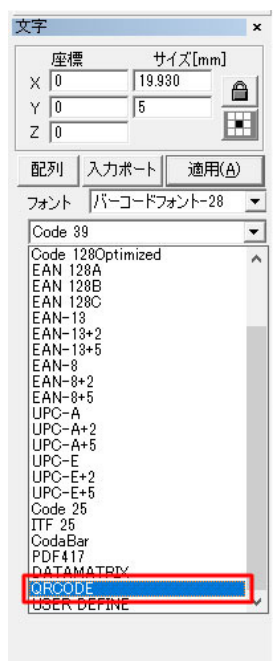 文字
座標 サイズ[mm]
X 0 19.930
Y 0 5
Z 0
配列 入力ポート 適用(A)
フォント バーコードフォント-28
Code 39
Code 128Optimized
EAN 128A
EAN 128B
EAN 128C
EAN-13
EAN-13+2
EAN-13+5
EAN-8
EAN-8+2
EAN-8+5
UPC-A
UPC-A+2
UPC-A+5
UPC-E
UPC-E+2
UPC-E+5
Code 25
ITF 25
CodaBar
PDF417
DATAMATRIX
QRCODE
USER DEFINE